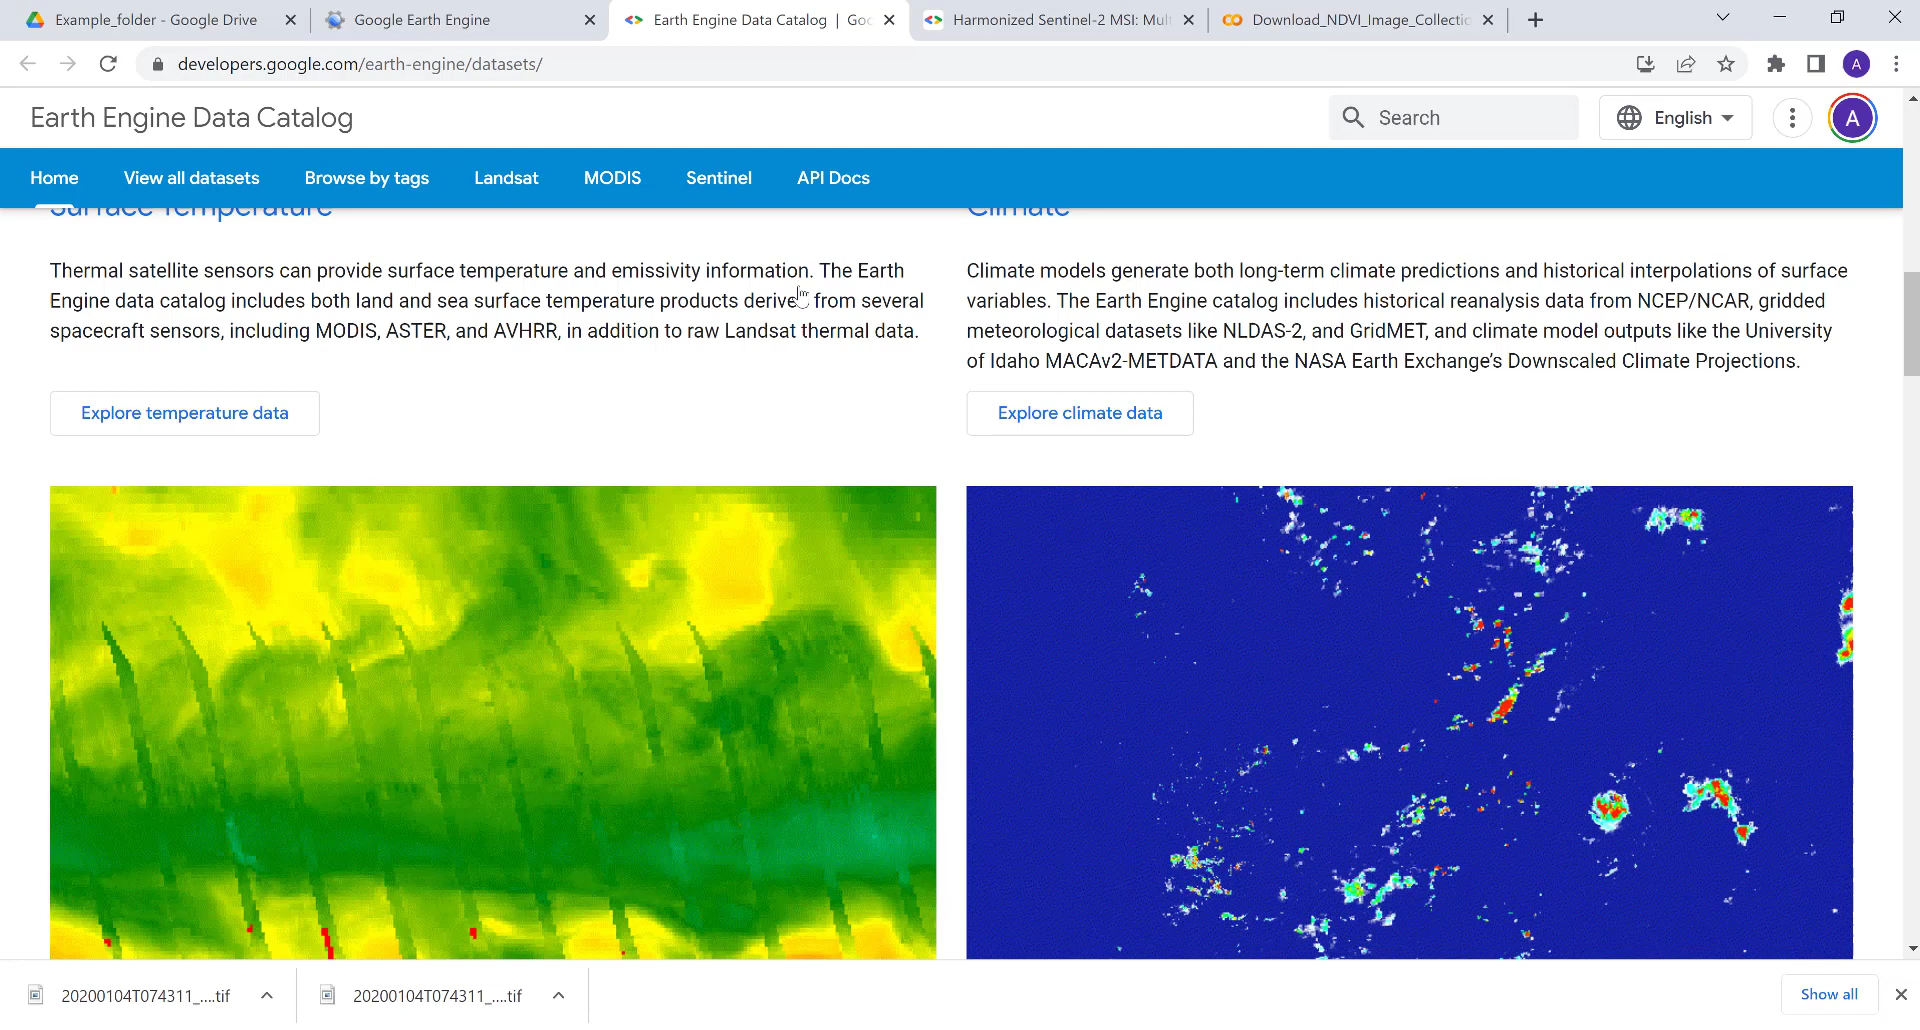 Example_folder - Google Drive
Google Earth Engine
Earth Engine Data Catalog | Goo
Harmonized Sentinel-2 MSI: Mult
Download_NDVI_Image_Collectio
developers.google.com/earth-engine/datasets/
A
Earth Engine Data Catalog
Search
English
A
Home
View all datasets
Browse by tags
Landsat
MODIS
Sentinel
API Docs
Surface Temperature
Climate
Thermal satellite sensors can provide surface temperature and emissivity information. The Earth
Engine data catalog includes both land and sea surface temperature products derived from several
spacecraft sensors, including MODIS, ASTER, and AVHRR, in addition to raw Landsat thermal data.
Climate models generate both long-term climate predictions and historical interpolations of surface
variables. The Earth Engine catalog includes historical reanalysis data from NCEP/NCAR, gridded
meteorological datasets like NLDAS-2, and GridMET, and climate model outputs like the University
of Idaho MACAv2-METDATA and the NASA Earth Exchange’s Downscaled Climate Projections.
Explore temperature data
Explore climate data
20200104T074311_....tif
20200104T074311_....tif
Show all